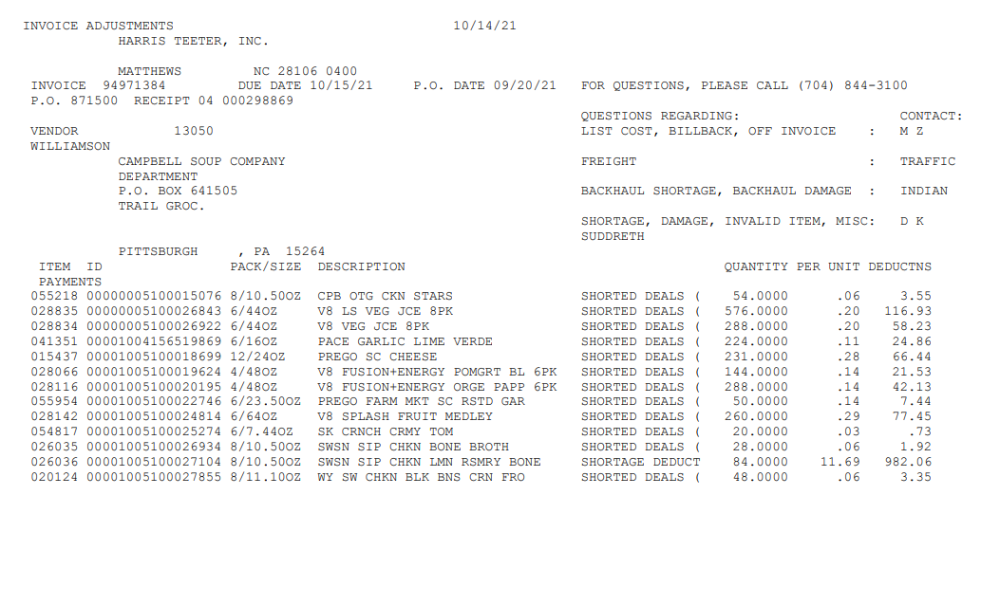 INVOICE ADJUSTMENTS 10/14/21
HARRIS TEETER, INC.
MATTHEWS NC 28106 0400
INVOICE 94971384 DUE DATE 10/15/21 P.O. DATE 09/20/21 FOR QUESTIONS, PLEASE CALL (704) 844-3100
P.O. 871500 RECEIPT 04 000298869
QUESTIONS REGARDING: CONTACT:
VENDOR 13050 LIST COST, BILLBACK, OFF INVOICE : M Z
WILLIAMSON
CAMPBELL SOUP COMPANY FREIGHT : TRAFFIC
DEPARTMENT
P.O. BOX 641505 BACKHAUL SHORTAGE, BACKHAUL DAMAGE : INDIAN
TRAIL GROC.
SHORTAGE, DAMAGE, INVALID ITEM, MISC: D K
SUDDRETH
PITTSBURGH , PA 15264
ITEM ID PACK/SIZE DESCRIPTION QUANTITY PER UNIT DEDUCTNS
PAYMENTS
055218 00000005100015076 8/10.50OZ CPB OTG CKN STARS SHORTED DEALS ( 54.0000 .06 3.55
028835 00000005100026843 6/44OZ V8 LS VEG JCE 8PK SHORTED DEALS ( 576.0000 .20 116.93
028834 00000005100026922 6/44OZ V8 VEG JCE 8PK SHORTED DEALS ( 288.0000 .20 58.23
041351 00001004156519869 6/16OZ PACE GARLIC LIME VERDE SHORTED DEALS ( 224.0000 .11 24.86
015437 00001005100018699 12/24OZ PREGO SC CHEESE SHORTED DEALS ( 231.0000 .28 66.44
028066 00001005100019624 4/48OZ V8 FUSION+ENERGY POMGRT BL 6PK SHORTED DEALS ( 144.0000 .14 21.53
028116 00001005100020195 4/48OZ V8 FUSION+ENERGY ORGE PAPP 6PK SHORTED DEALS ( 288.0000 .14 42.13
055954 00001005100022746 6/23.50OZ PREGO FARM MKT SC RSTD GAR SHORTED DEALS ( 50.0000 .14 7.44
028142 00001005100024814 6/64OZ V8 SPLASH FRUIT MEDLEY SHORTED DEALS ( 260.0000 .29 77.45
054817 00001005100025274 6/7.44OZ SK CRNCH CRMY TOM SHORTED DEALS ( 20.0000 .03 .73
026035 00001005100026934 8/10.50OZ SWSN SIP CHKN BONE BROTH SHORTED DEALS ( 28.0000 .06 1.92
026036 00001005100027104 8/10.50OZ SWSN SIP CHKN LMN RSMRY BONE SHORTAGE DEDUCT 84.0000 11.69 982.06
020124 00001005100027855 8/11.10OZ WY SW CHKN BLK BNS CRN FRO SHORTED DEALS ( 48.0000 .06 3.35